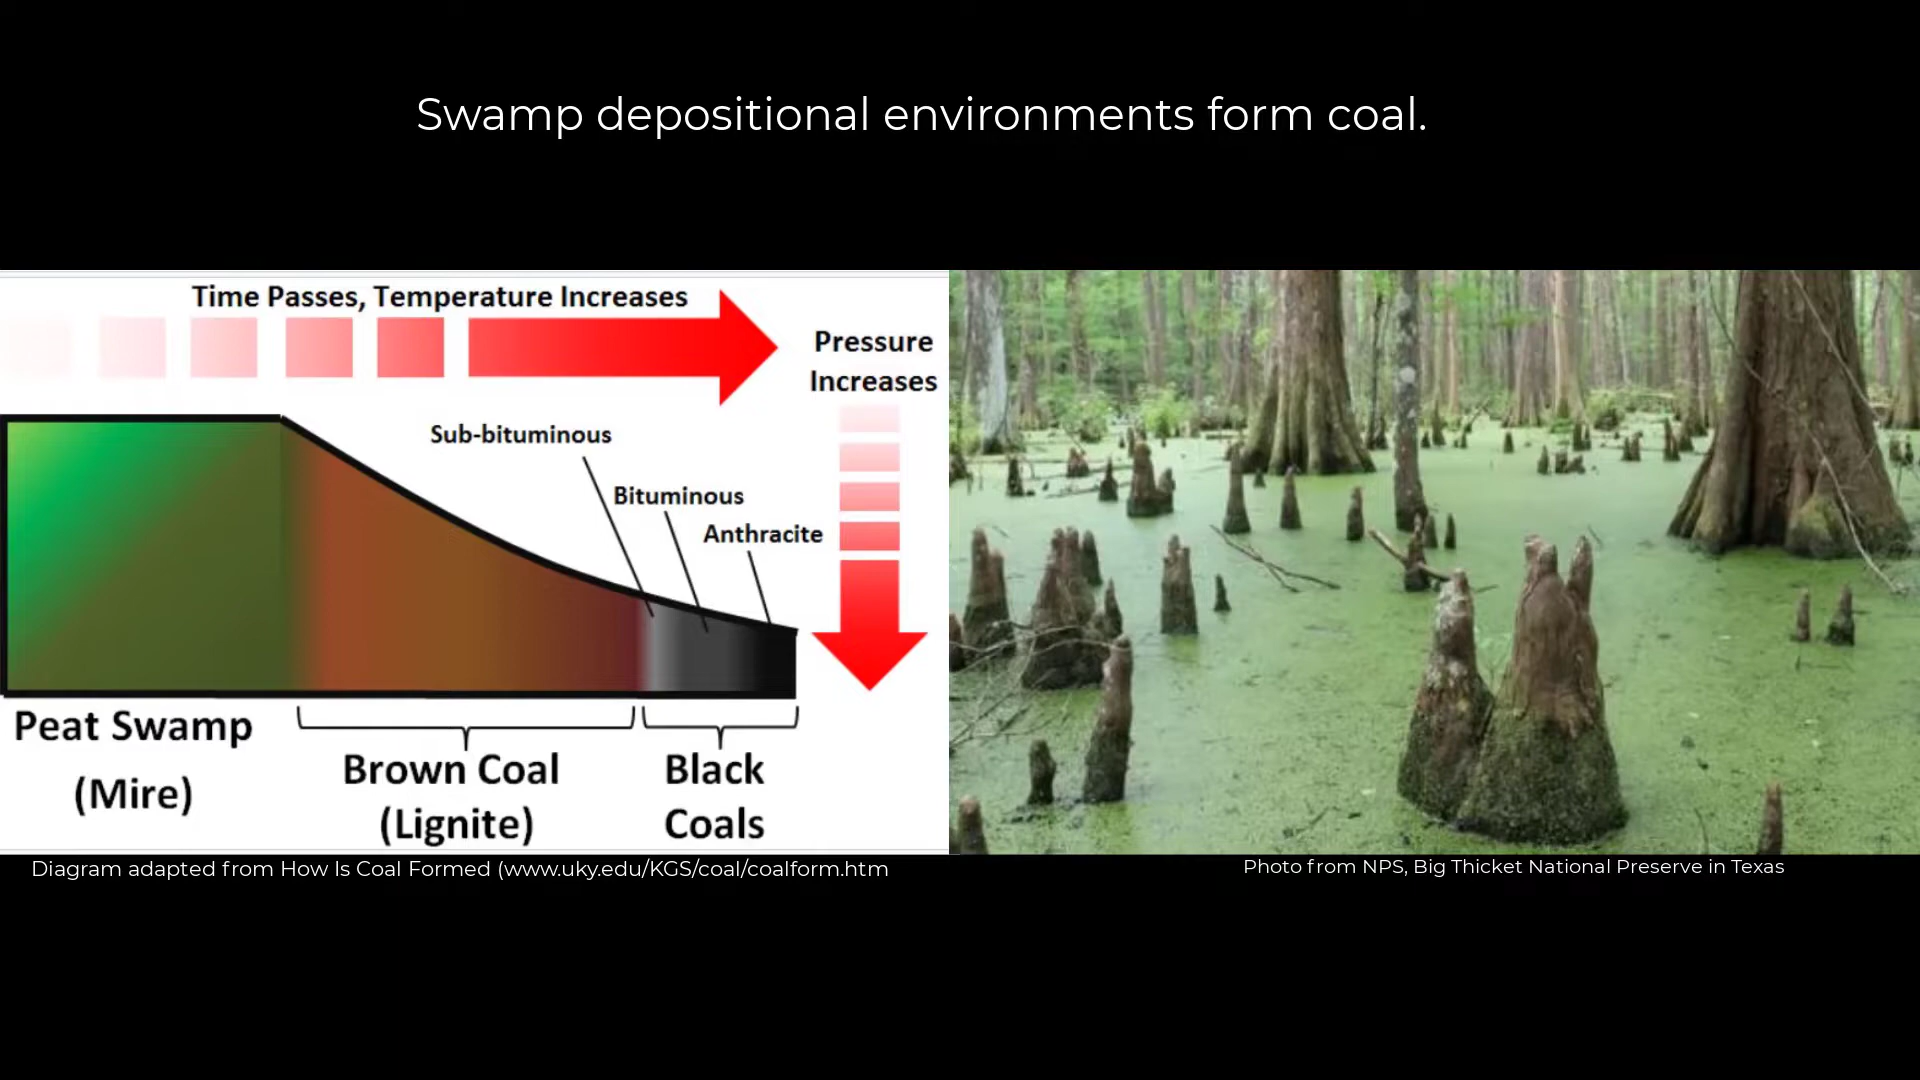 Swamp depositional environments form coal.
Time Passes, Temperature Increases
Pressure
Increases
Sub-bituminous
Bituminous
Anthracite
Peat Swamp
(Mire)
Brown Coal
(Lignite)
Black
Coals
Diagram adapted from How Is Coal Formed (www.uky.edu/KGS/coal/coalform.htm
Photo from NPS, Big Thicket National Preserve in Texas